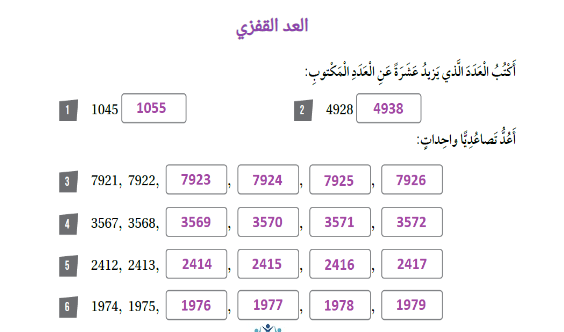 العد القفزي
أَكْتُبُ الْعَدَدَ الَّذي يَزيدُ عَشَرَةً عَنِ الْعَدَدِ الْمَكْتوبِ:
1 1045 1055 2 4928 4938
أَعُدُّ تَصاعُدِيًّا واحِداتٍ:
3 7921, 7922, 7923, 7924, 7925, 7926
4 3567, 3568, 3569, 3570, 3571, 3572
5 2412, 2413, 2414, 2415, 2416, 2417
6 1974, 1975, 1976, 1977, 1978, 1979